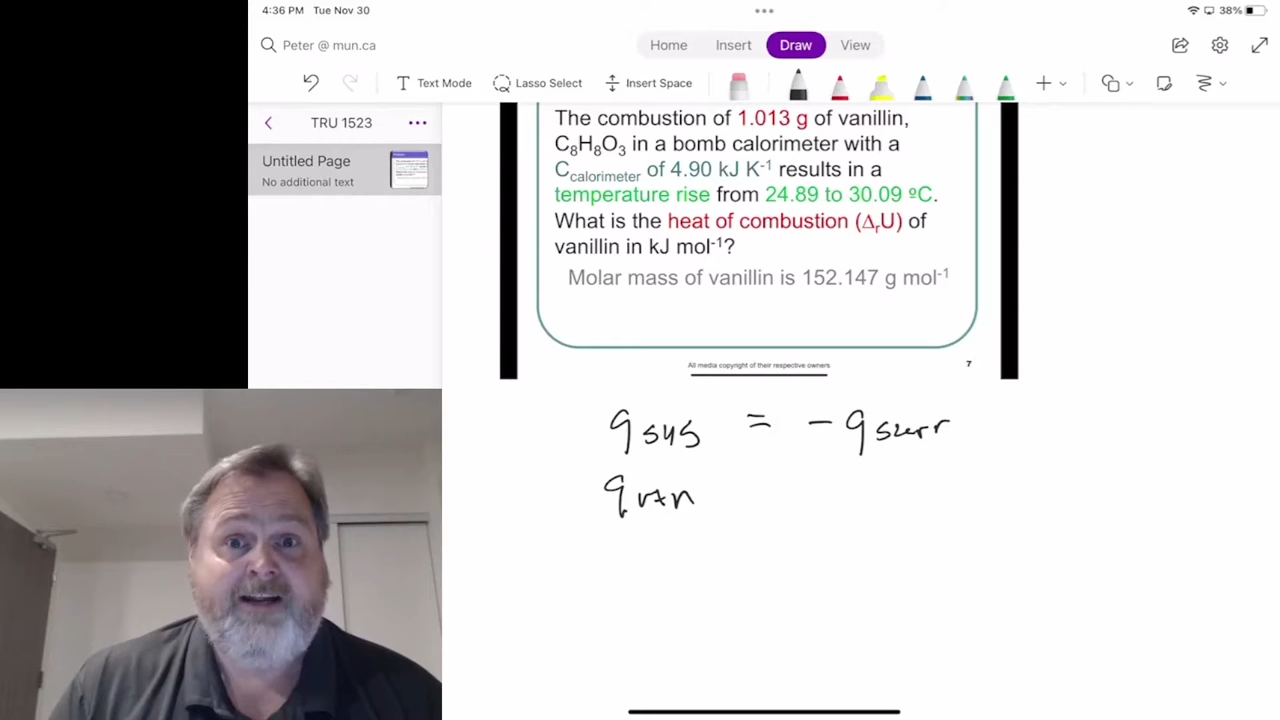 4:36 PM Tue Nov 30
38%
Peter @ mun.ca
Home Insert Draw View
Text Mode Lasso Select Insert Space
TRU 1523
Untitled Page
No additional text
The combustion of 1.013 g of vanillin,
C₈H₈O₃ in a bomb calorimeter with a
Ccalorimeter of 4.90 kJ K⁻¹ results in a
temperature rise from 24.89 to 30.09 ºC.
What is the heat of combustion (ΔᵣU) of
vanillin in kJ mol⁻¹?
Molar mass of vanillin is 152.147 g mol⁻¹
All media copyright of their respective owners
7
q sys = - q surr
q rxn